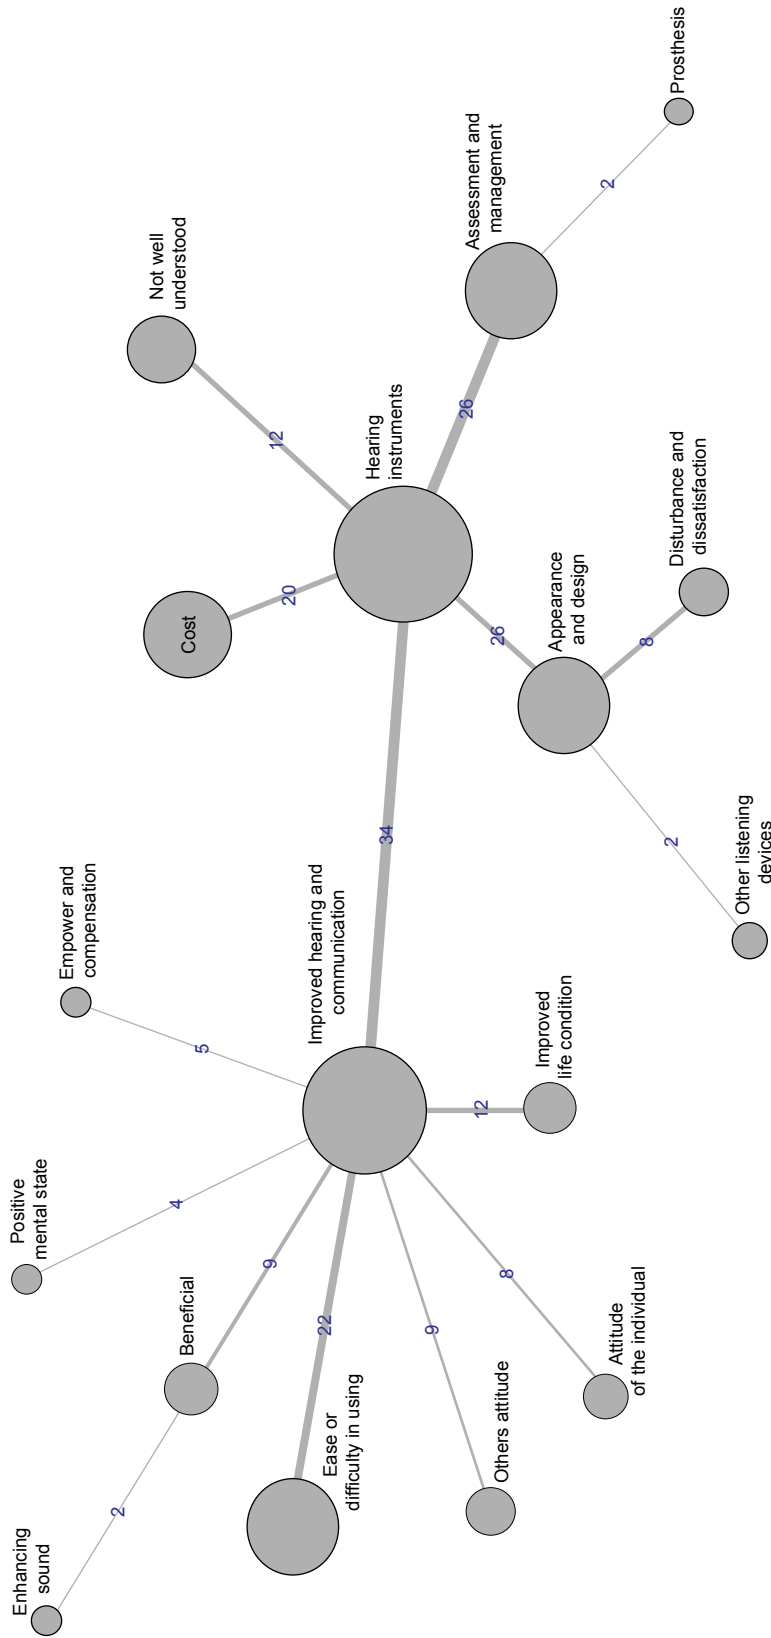 Enhancing
sound
2
Positive
mental state
4
Beneficial
9
Empower and
compensation
5
Ease or
difficulty in using
22
Improved hearing and
communication
Others attitude
9
Attitude
of the individual
8
Improved
life condition
12
34
Cost
20
Not well
understood
12
Hearing
instruments
26
Assessment and
management
2
Prosthesis
26
Appearance
and design
8
Disturbance and
dissatisfaction
2
Other listening
devices